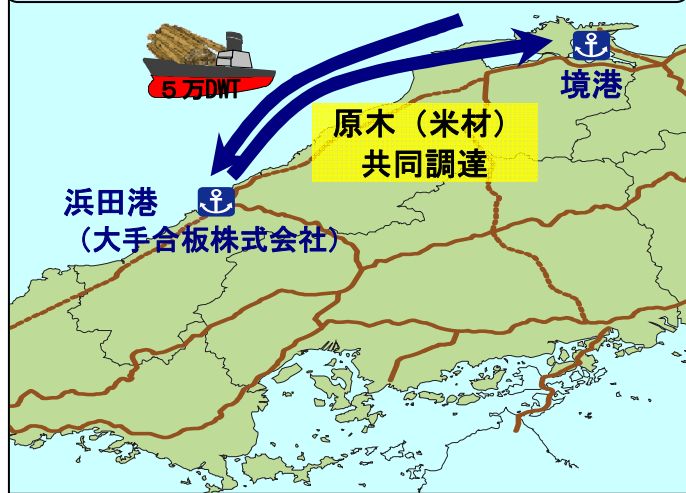 ５万DWT
境港
原木（米材）
共同調達
浜田港
（大手合板株式会社）